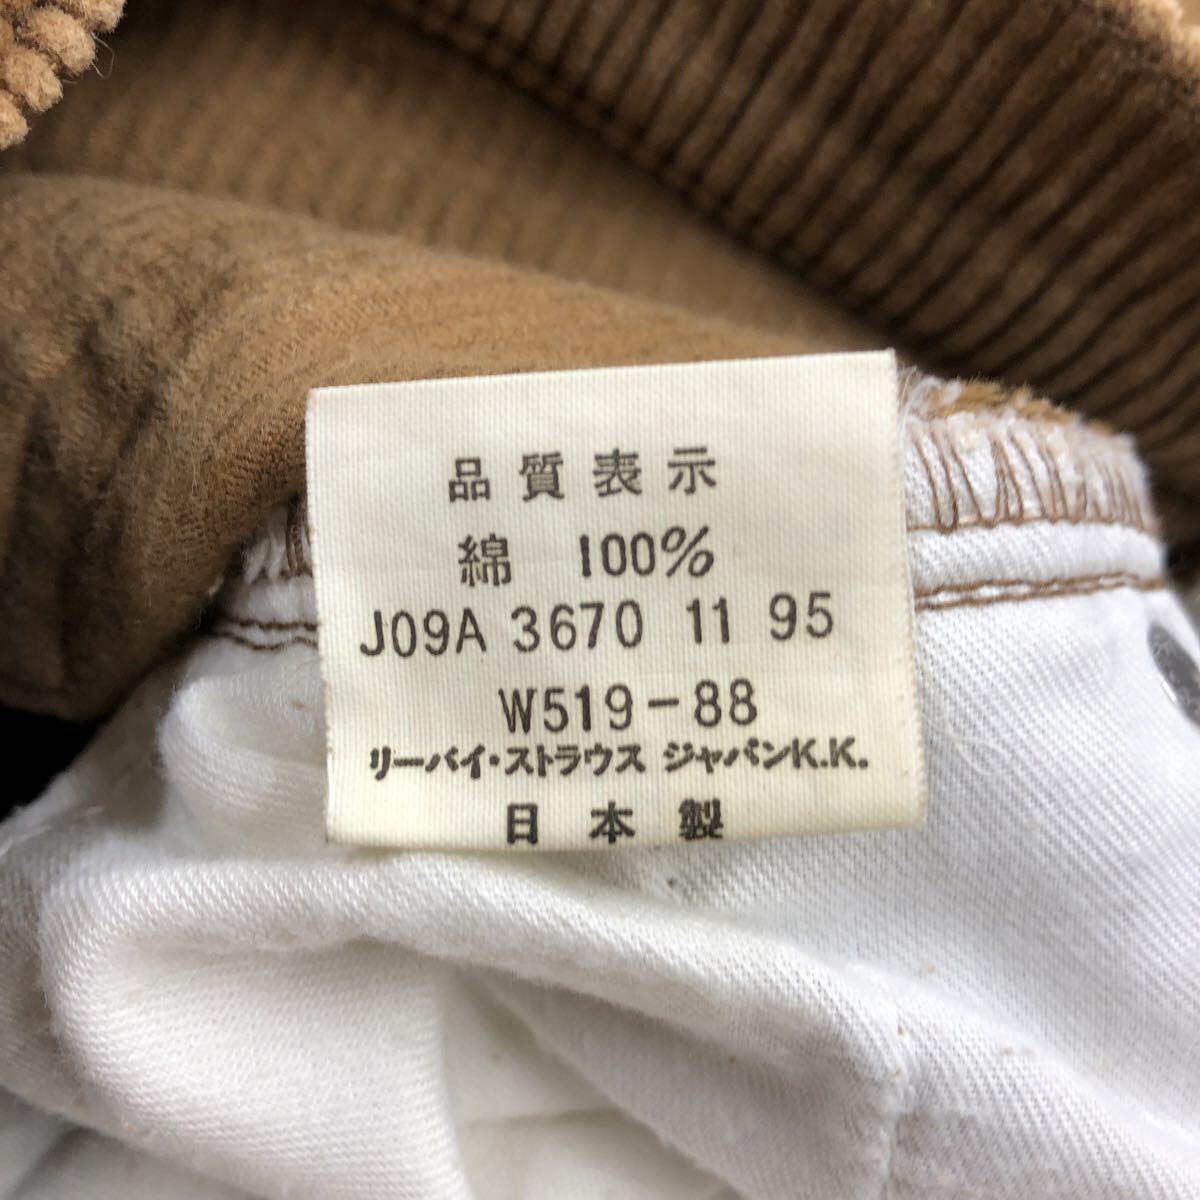 品質表示
綿 100%
J09A 3670 11 95
W519-88
リーバイ・ストラウス ジャパンK.K.
日本製